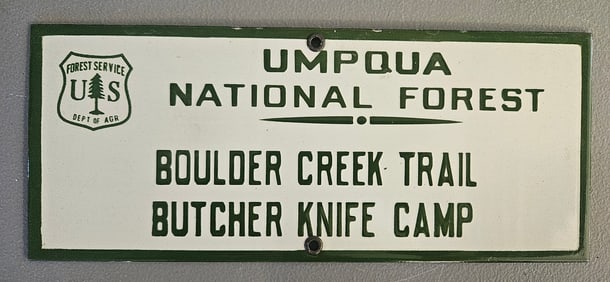 FOREST SERVICE
U S
DEPT OF AGR
UMPQUA
NATIONAL FOREST
BOULDER CREEK TRAIL
BUTCHER KNIFE CAMP